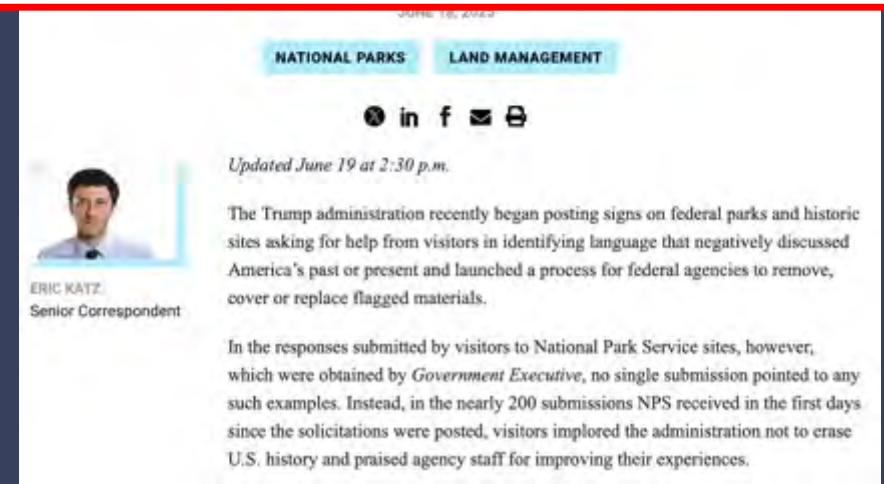 JUNE 18, 2025
NATIONAL PARKS LAND MANAGEMENT
Updated June 19 at 2:30 p.m.
The Trump administration recently began posting signs on federal parks and historic
sites asking for help from visitors in identifying language that negatively discussed
America's past or present and launched a process for federal agencies to remove,
cover or replace flagged materials.
ERIC KATZ
Senior Correspondent
In the responses submitted by visitors to National Park Service sites, however,
which were obtained by Government Executive, no single submission pointed to any
such examples. Instead, in the nearly 200 submissions NPS received in the first days
since the solicitations were posted, visitors implored the administration not to erase
U.S. history and praised agency staff for improving their experiences.